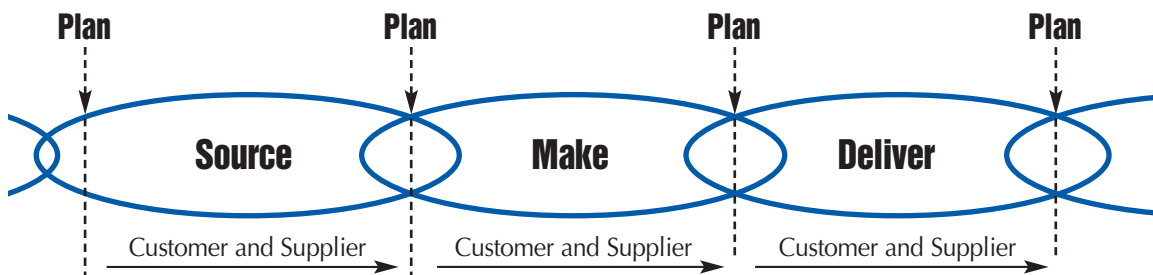 Plan Plan Plan Plan
Source Make Deliver
Customer and Supplier Customer and Supplier Customer and Supplier